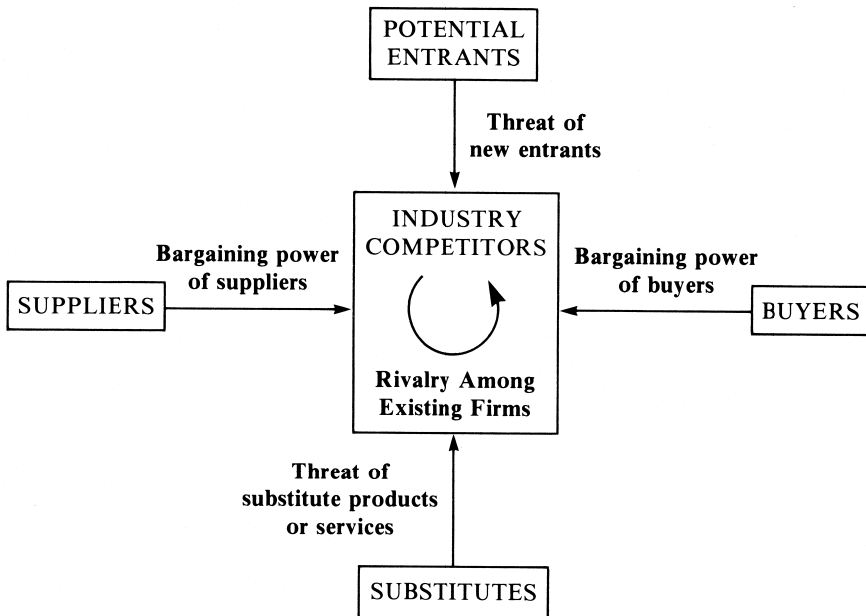 POTENTIAL
ENTRANTS
Threat of
new entrants
INDUSTRY
COMPETITORS
Bargaining power
of suppliers
SUPPLIERS
Bargaining power
of buyers
BUYERS
Rivalry Among
Existing Firms
Threat of
substitute products
or services
SUBSTITUTES